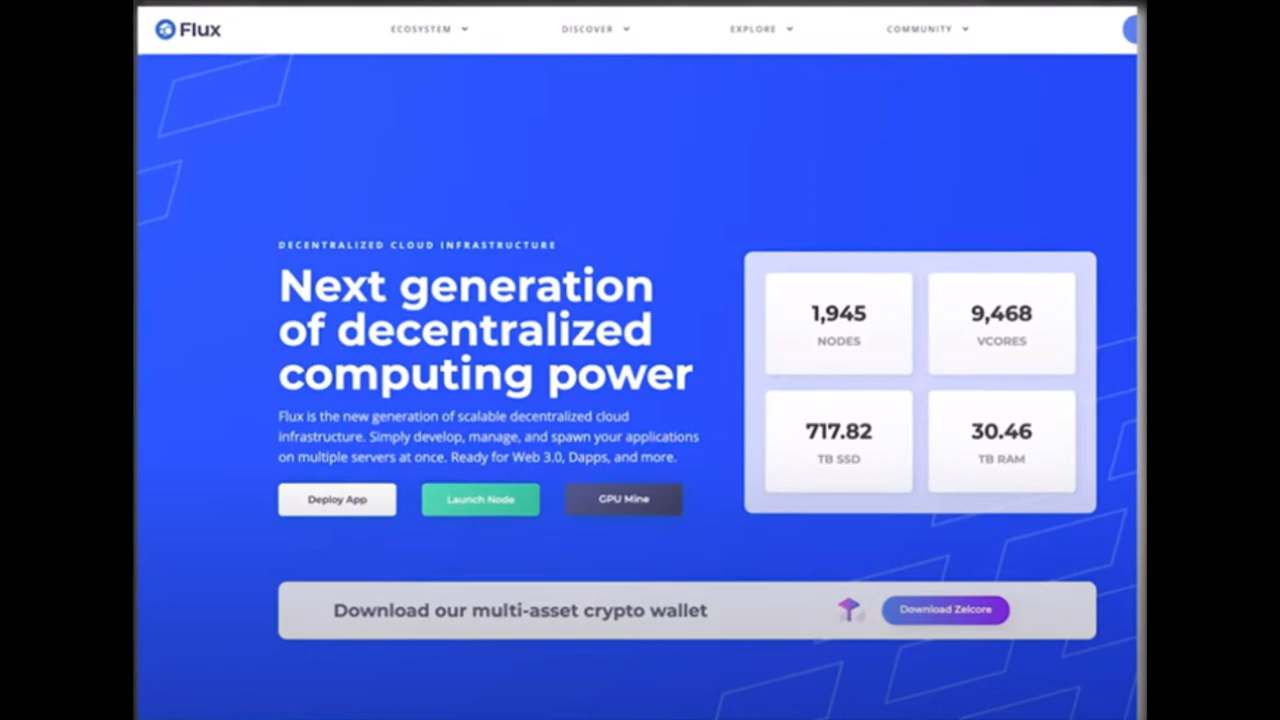 Flux
ECOSYSTEM
DISCOVER
EXPLORE
COMMUNITY
DECENTRALIZED CLOUD INFRASTRUCTURE
Next generation
of decentralized
computing power
Flux is the new generation of scalable decentralized cloud
infrastructure. Simply develop, manage, and spawn your applications
on multiple servers at once. Ready for Web 3.0, Dapps, and more.
Deploy App
Launch Node
GPU Mine
1,945
NODES
9,468
VCORES
717.82
TB SSD
30.46
TB RAM
Download our multi-asset crypto wallet
Download Zelcore